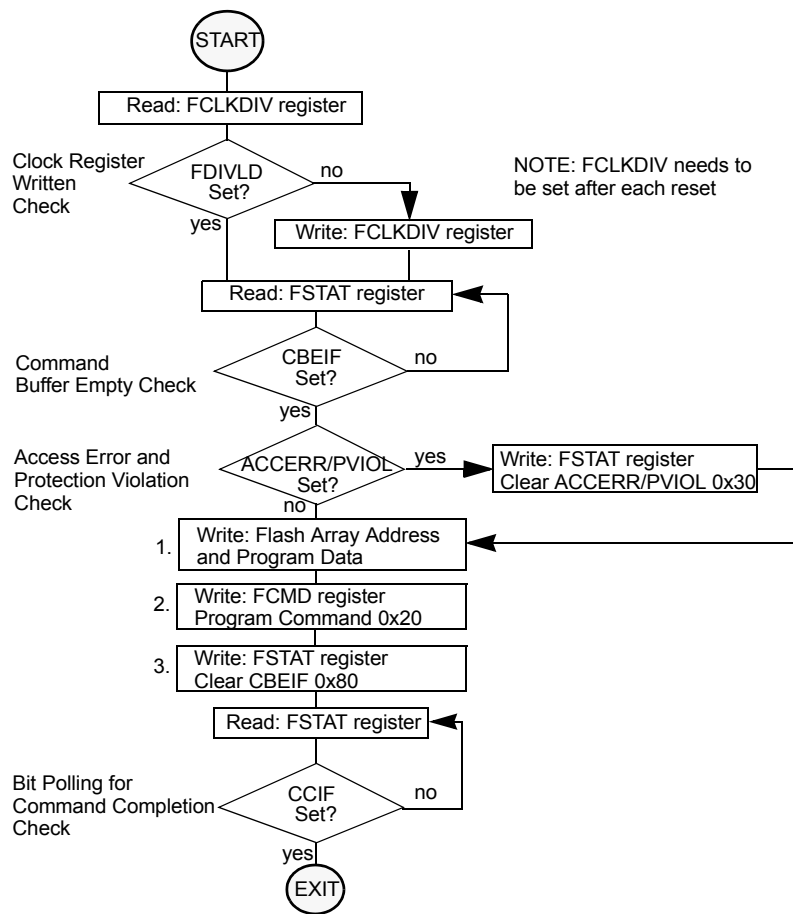 START
Read: FCLKDIV register
Clock Register
Written
Check
FDIVLD
Set?
no
yes
NOTE: FCLKDIV needs to
be set after each reset
Write: FCLKDIV register
Read: FSTAT register
Command
Buffer Empty Check
CBEIF
Set?
no
yes
Access Error and
Protection Violation
Check
ACCERR/PVIOL
Set?
yes
no
Write: FSTAT register
Clear ACCERR/PVIOL 0x30
1.
Write: Flash Array Address
and Program Data
2.
Write: FCMD register
Program Command 0x20
3.
Write: FSTAT register
Clear CBEIF 0x80
Read: FSTAT register
Bit Polling for
Command Completion
Check
CCIF
Set?
no
yes
EXIT